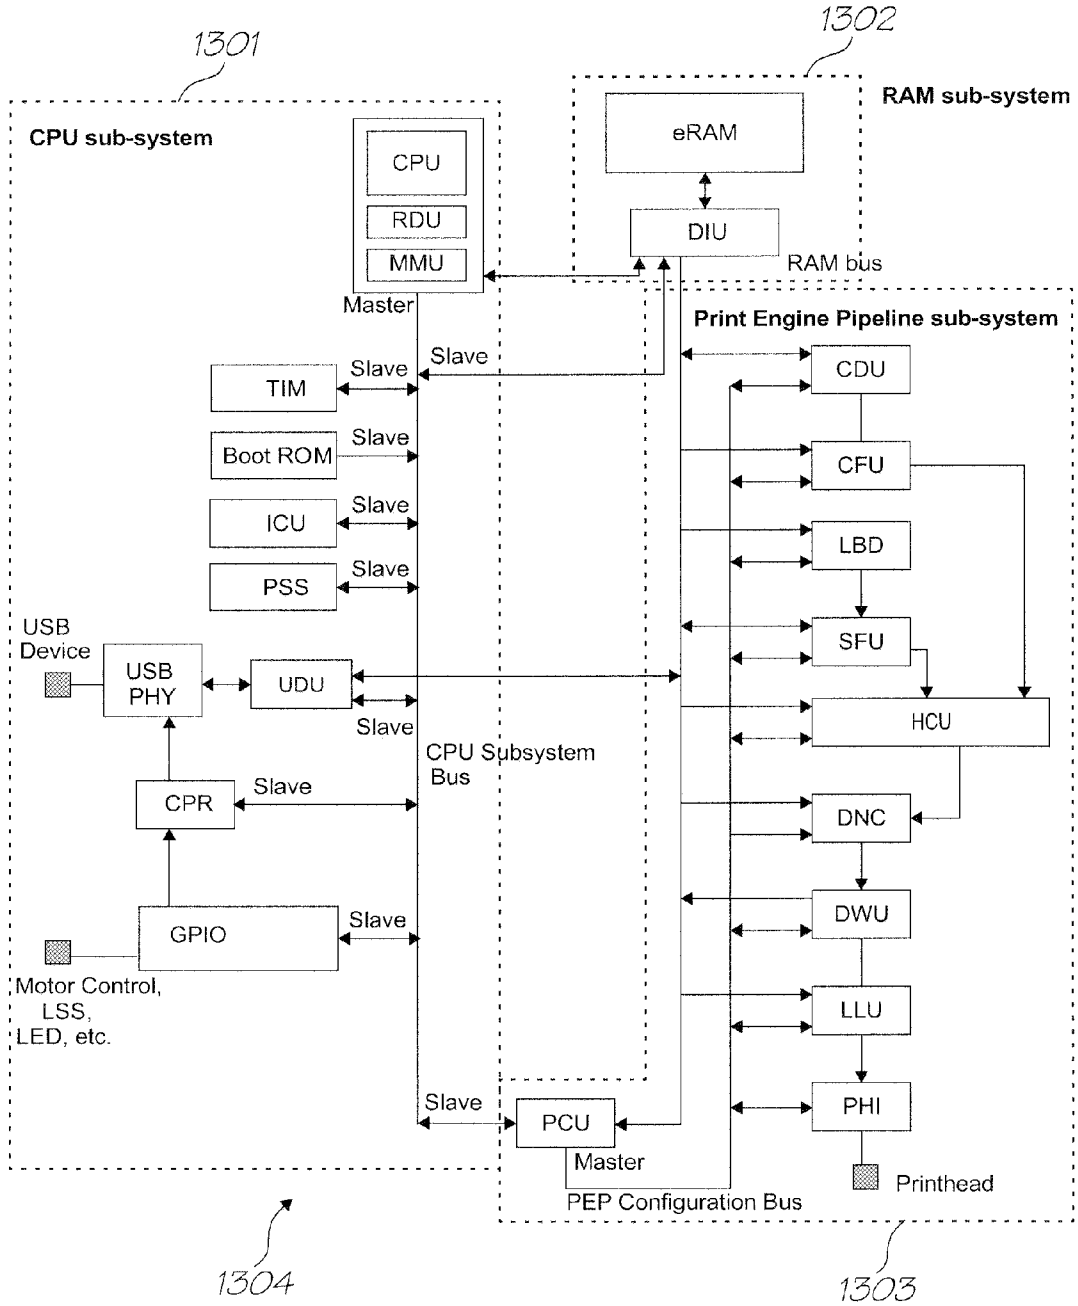 1301
1302
CPU sub-system
RAM sub-system
CPU
RDU
MMU
Master
eRAM
DIU
RAM bus
Print Engine Pipeline sub-system
Slave
TIM
Slave
Boot ROM
Slave
ICU
Slave
PSS
Slave
USB
Device
USB
PHY
UDU
Slave
CPU Subsystem
Bus
CPR
Slave
GPIO
Slave
Motor Control,
LSS,
LED, etc.
Slave
PCU
Master
PEP Configuration Bus
CDU
CFU
LBD
SFU
HCU
DNC
DWU
LLU
PHI
Printhead
1304
1303